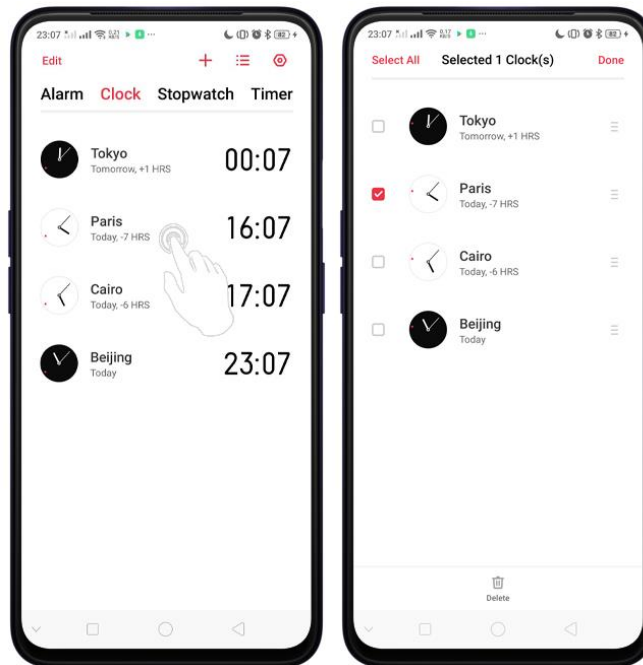 23:07
Edit
Alarm Clock Stopwatch Timer
Tokyo
Tomorrow, +1 HRS
00:07
Paris
Today, -7 HRS
16:07
Cairo
Today, -6 HRS
17:07
Beijing
Today
23:07
23:07
Select All Selected 1 Clock(s) Done
Tokyo
Tomorrow, +1 HRS
Paris
Today, -7 HRS
Cairo
Today, -6 HRS
Beijing
Today
Delete